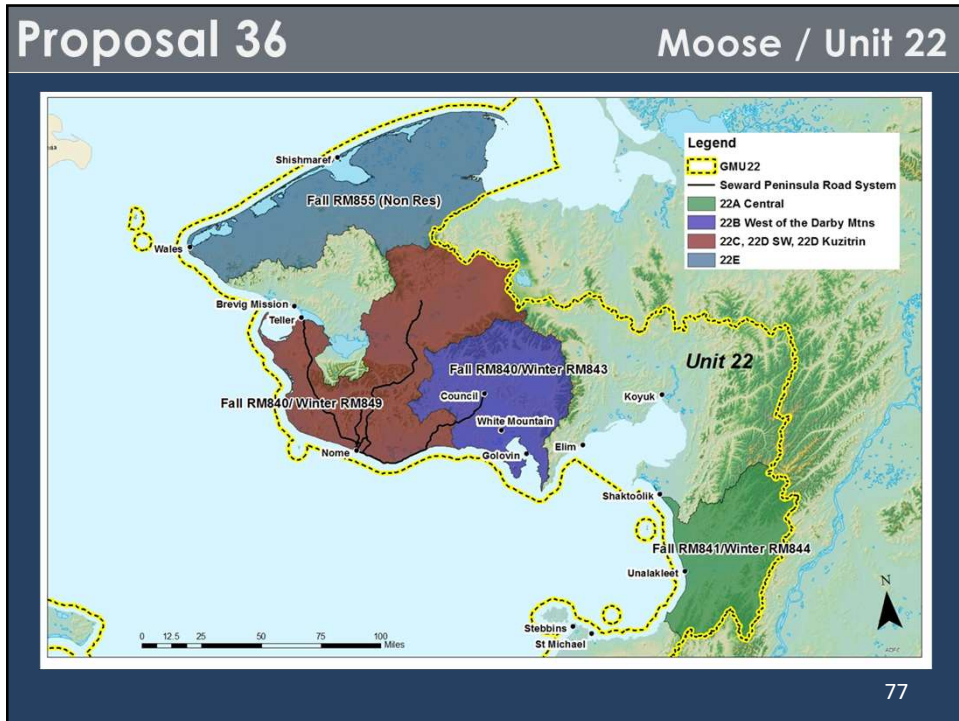 Proposal 36
Moose / Unit 22
Legend
GMU22
Seward Peninsula Road System
22A Central
22B West of the Darby Mtns
22C, 22D SW, 22D Kuzitrin
22E
Shishmaref
Fall RM855 (Non Res)
Wales
Brevig Mission
Teller
Unit 22
Fall RM840/Winter RM843
Council
Koyuk
Fall RM840/ Winter RM849
White Mountain
Nome
Golovin
Elim
Shaktoolik
Fall RM841/Winter RM844
Unalakleet
N
Stebbins
St Michael
0 12.5 25 50 75 100
Miles
ADFG
77